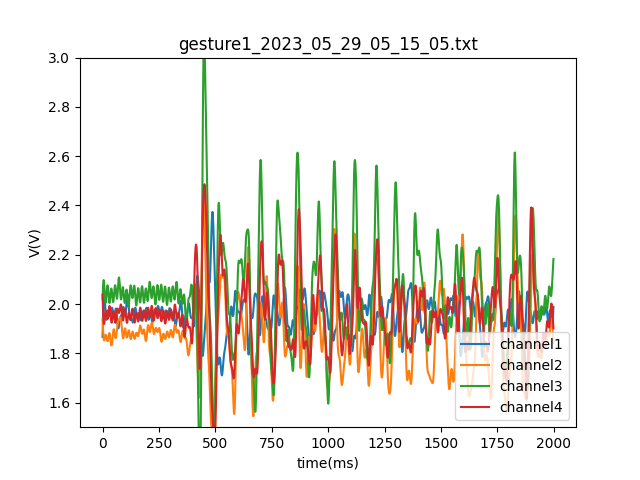 gesture1_2023_05_29_05_15_05.txt
3.0
2.8
2.6
2.4
2.2
2.0
1.8
1.6
V(V)
channel1
channel2
channel3
channel4
0 250 500 750 1000 1250 1500 1750 2000
time(ms)